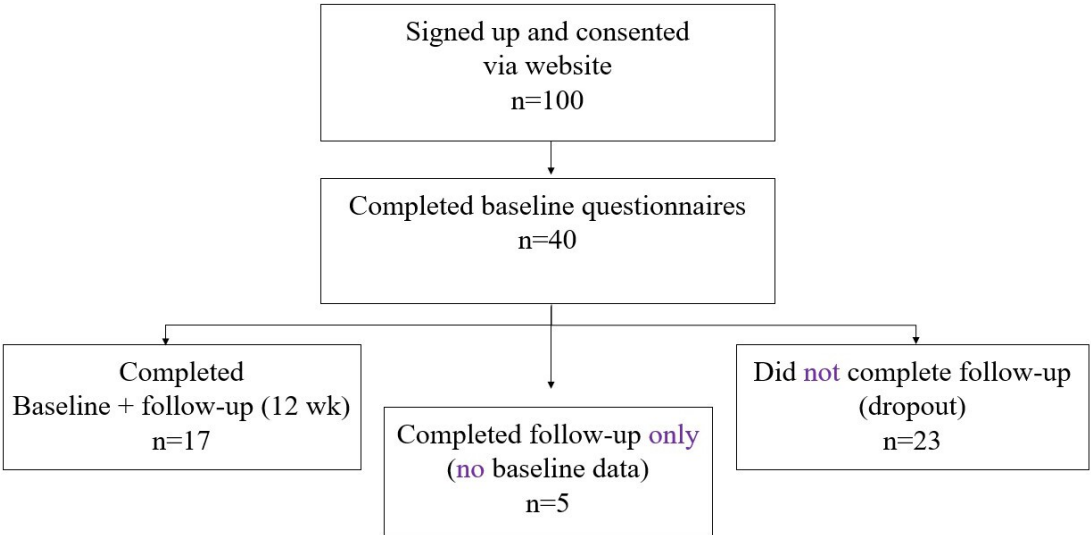 Signed up and consented
via website
n=100
Completed baseline questionnaires
n=40
Completed
Baseline + follow-up (12 wk)
n=17
Completed follow-up only
(no baseline data)
n=5
Did not complete follow-up
(dropout)
n=23